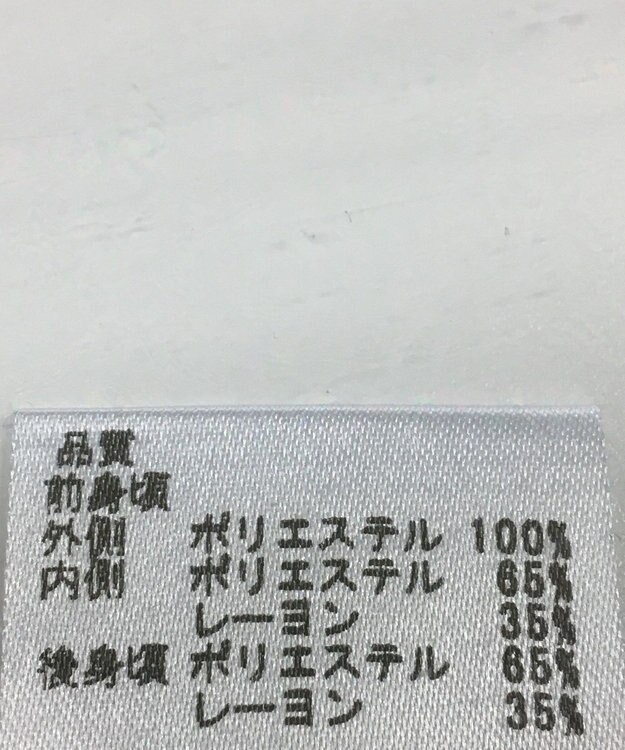 品質
前身頃
外側 ポリエステル 100%
内側 ポリエステル 65%
レーヨン 35%
後身頃 ポリエステル 65%
レーヨン 35%